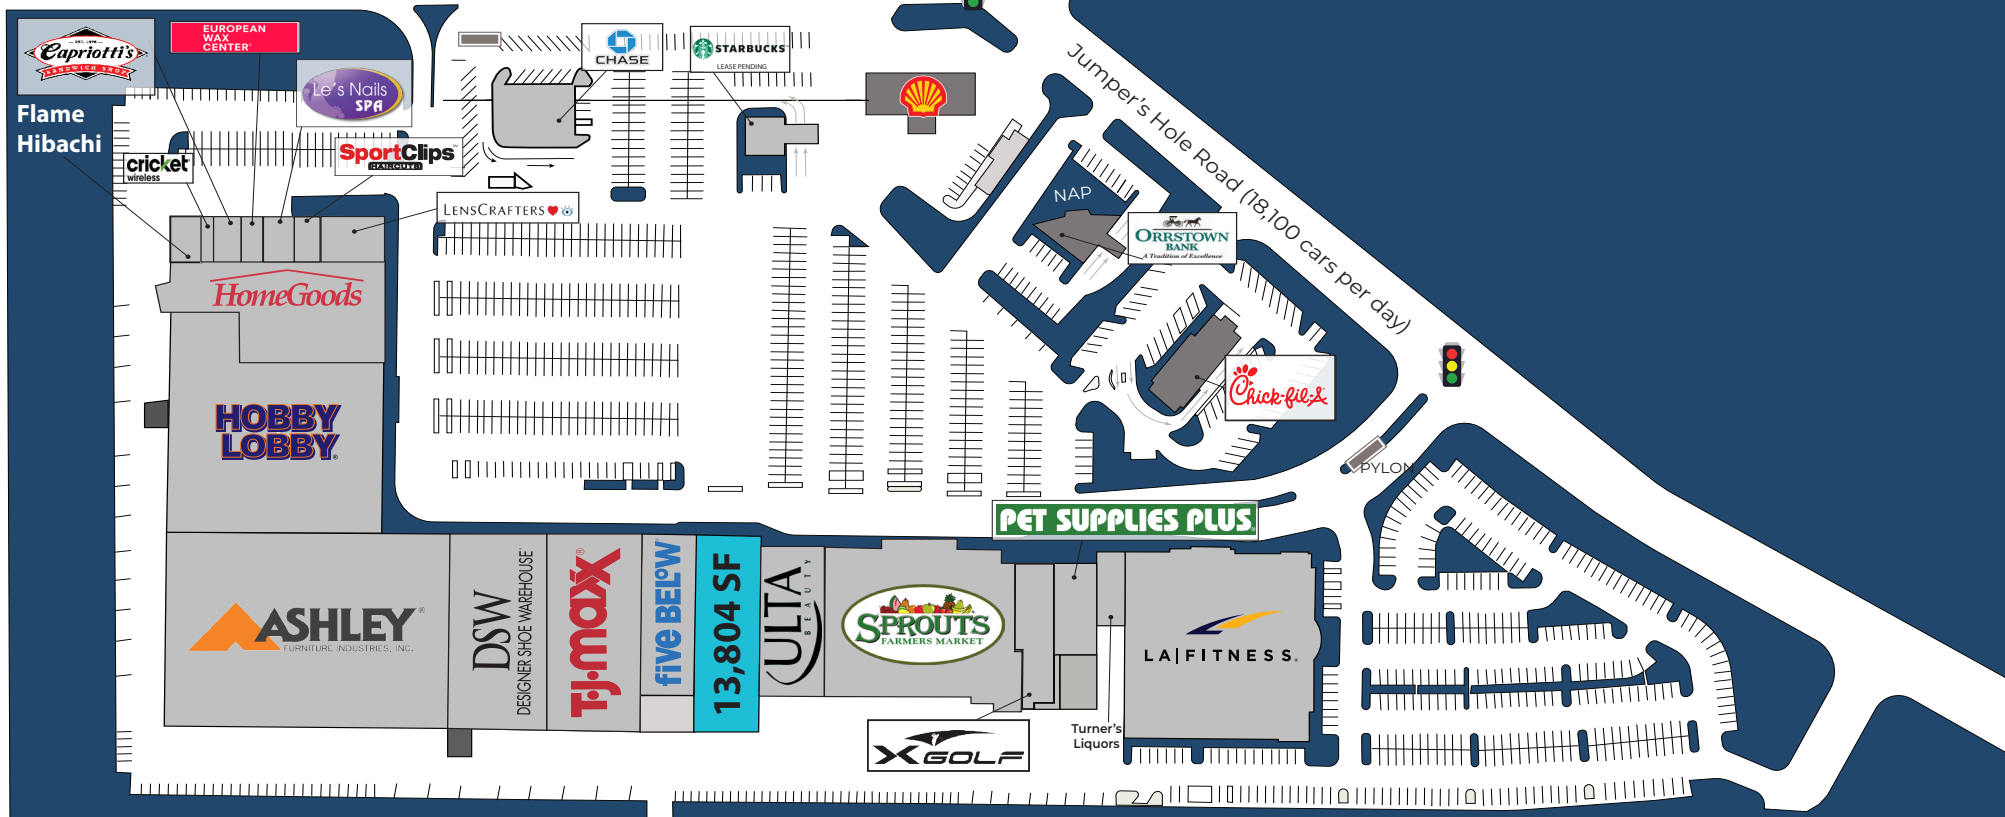 EST. 1976
Capriotti's
SANDWICH SHOP
EUROPEAN
WAX
CENTER
Le's Nails
SPA
Flame
Hibachi
cricket
wireless
SportClips
HAIRCUTS
LENSCRAFTERS
CHASE
STARBUCKS
LEASE PENDING
Jumper's Hole Road (18,100 cars per day)
NAP
ORRSTOWN
BANK
A Tradition of Excellence
Chick-fil-A
PYLON
HomeGoods
HOBBY
LOBBY
PET SUPPLIES PLUS
ASHLEY
FURNITURE INDUSTRIES, INC.
DSW
DESIGNER SHOE WAREHOUSE
T·J·maxx
five BELOW
13,804 SF
ULTA
BEAUTY
SPROUTS
FARMERS MARKET
LA|FITNESS.
XGOLF
Turner's
Liquors